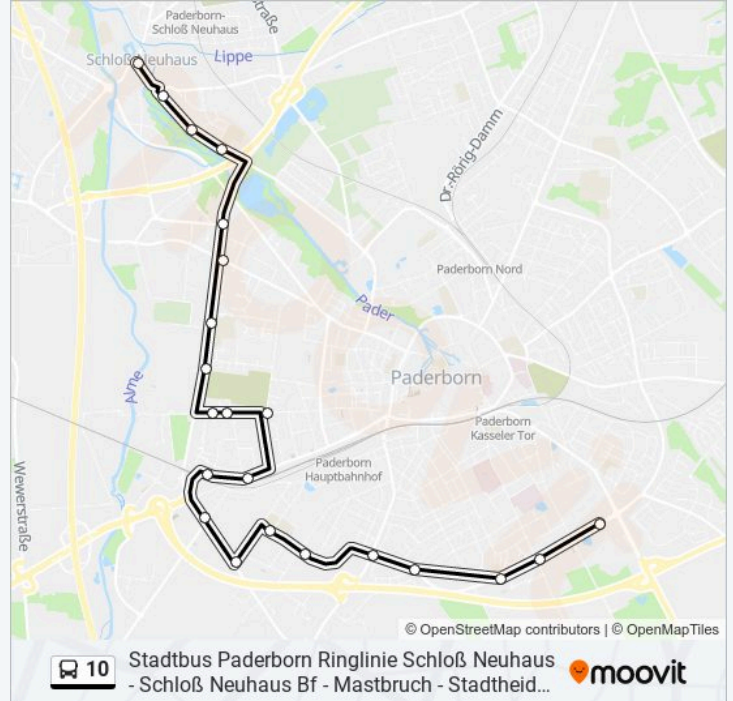 Paderborn-
Schloß Neuhaus
Schloß Neuhaus
Lippe
Dr.-Rörig-Damm
Paderborn Nord
Pader
Alme
Paderborn
Paderborn
Kasseler Tor
Paderborn
Hauptbahnhof
Wewerstraße
© OpenStreetMap contributors | © OpenMapTiles
10
Stadtbus Paderborn Ringlinie Schloß Neuhaus
- Schloß Neuhaus Bf - Mastbruch - Stadtheid...
moovit